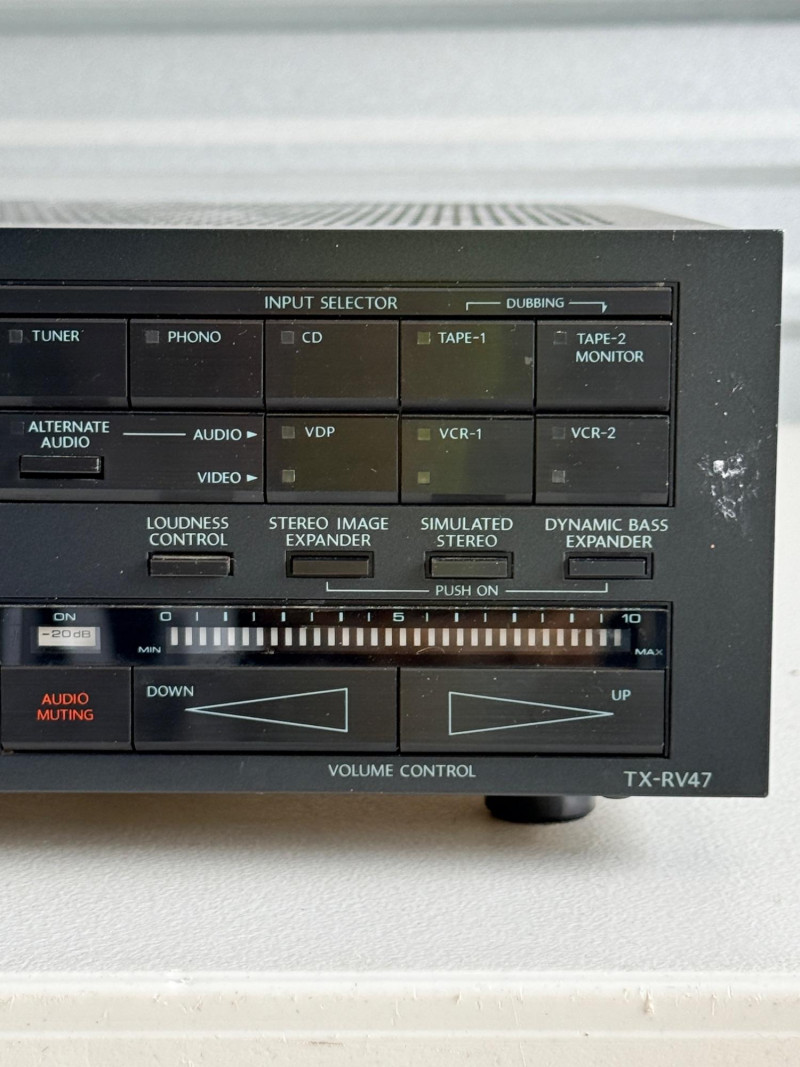 INPUT SELECTOR
DUBBING
TUNER
PHONO
CD
TAPE-1
TAPE-2
MONITOR
ALTERNATE
AUDIO
AUDIO ►
VIDEO ►
VDP
VCR-1
VCR-2
LOUDNESS
CONTROL
STEREO IMAGE
EXPANDER
SIMULATED
STEREO
DYNAMIC BASS
EXPANDER
PUSH ON
ON
-20dB
0
5
10
MIN
MAX
AUDIO
MUTING
DOWN
UP
VOLUME CONTROL
TX-RV47